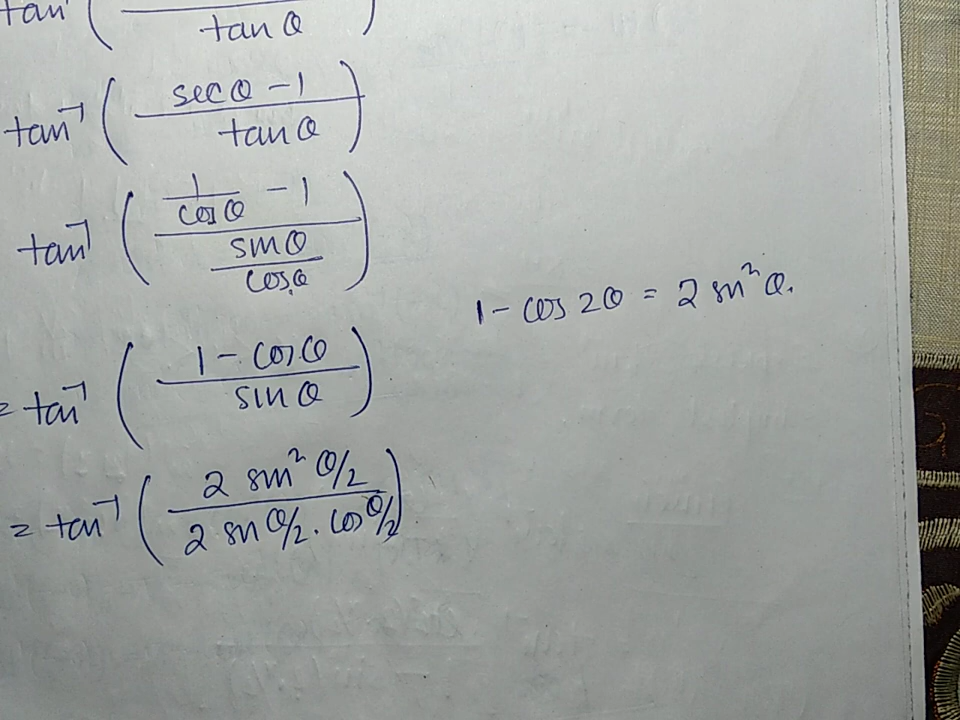 tan⁻¹ ( / tan θ )
tan⁻¹ ( (sec θ - 1) / (tan θ) )
tan⁻¹ ( (1/cos θ - 1) / (sin θ / cos θ) )
1 - cos 2θ = 2 sin² θ.
= tan⁻¹ ( (1 - cos θ) / (sin θ) )
= tan⁻¹ ( (2 sin² θ/2) / (2 sin θ/2 . cos θ/2) )